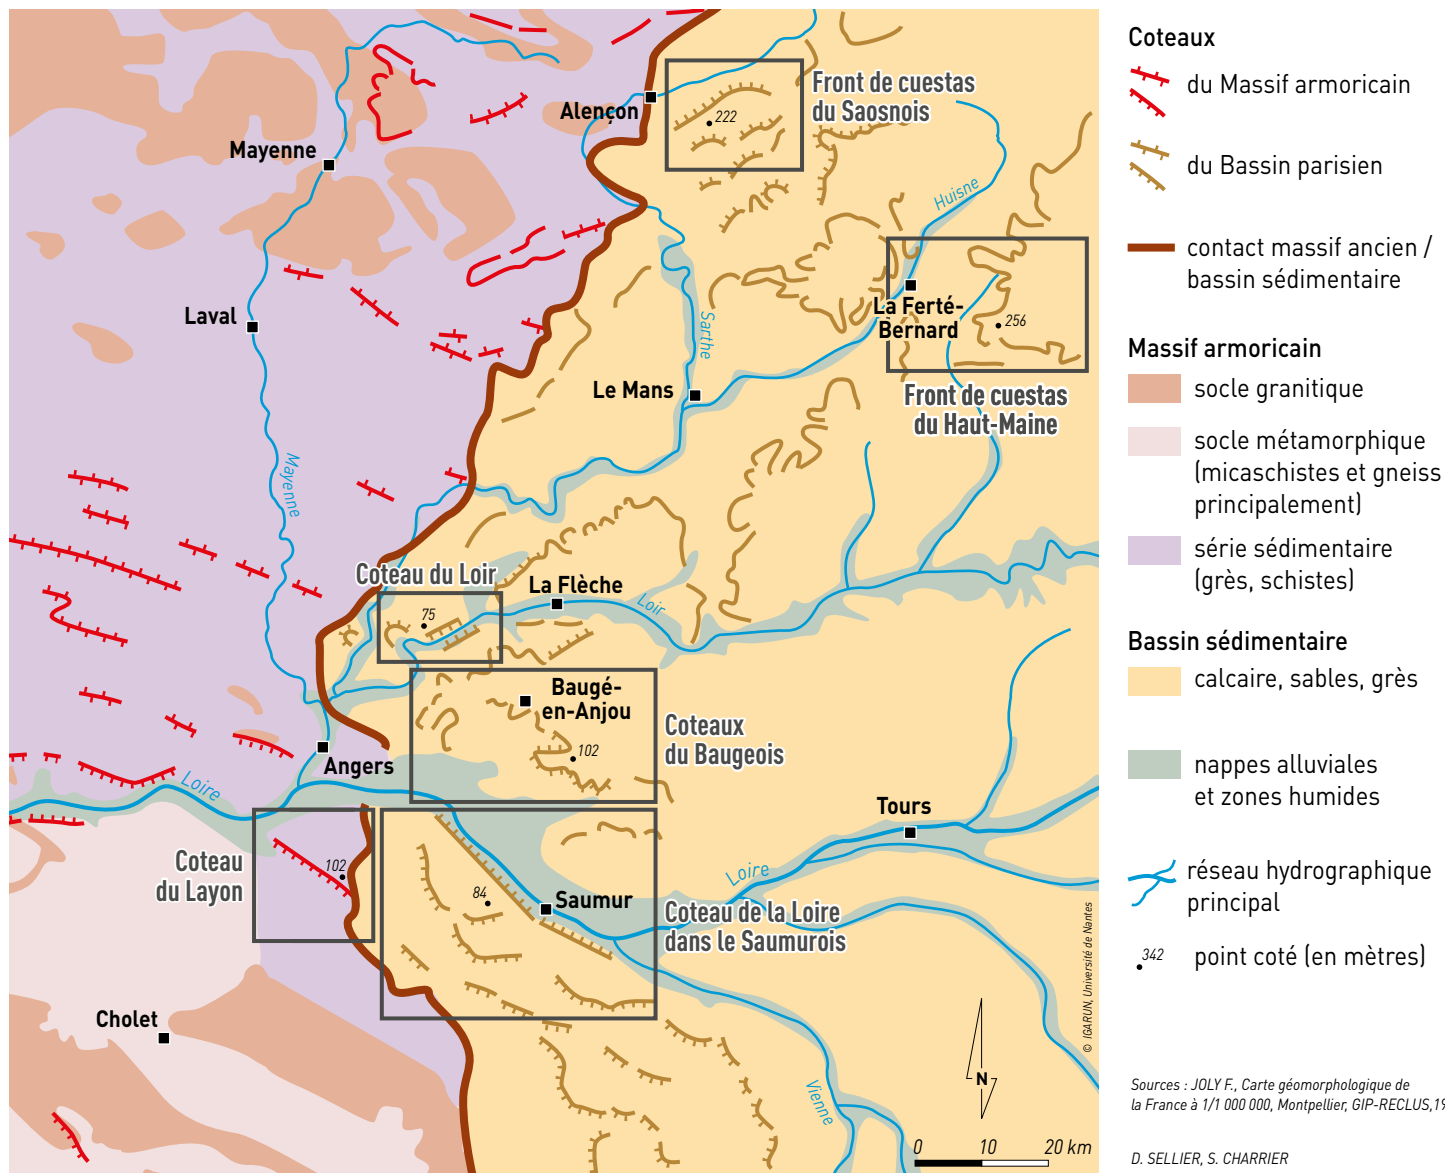 Alençon
222
Front de cuestas
du Saosnois
Mayenne
Huisne
Laval
Sarthe
La Ferté-
Bernard
256
Le Mans
Front de cuestas
du Haut-Maine
Mayenne
Coteau du Loir
La Flèche
75
Loir
Baugé-
en-Anjou
102
Coteaux
du Baugeois
Angers
Loire
Tours
Coteau
du Layon
102
84
Saumur
Loire
Coteau de la Loire
dans le Saumurois
Cholet
Vienne
N
0 10 20 km
© IGARUN, Université de Nantes
Coteaux
du Massif armoricain
du Bassin parisien
contact massif ancien /
bassin sédimentaire
Massif armoricain
socle granitique
socle métamorphique
(micaschistes et gneiss
principalement)
série sédimentaire
(grès, schistes)
Bassin sédimentaire
calcaire, sables, grès
nappes alluviales
et zones humides
réseau hydrographique
principal
342
point coté (en mètres)
Sources : JOLY F., Carte géomorphologique de
la France à 1/1 000 000, Montpellier, GIP-RECLUS,
D. SELLIER, S. CHARRIER